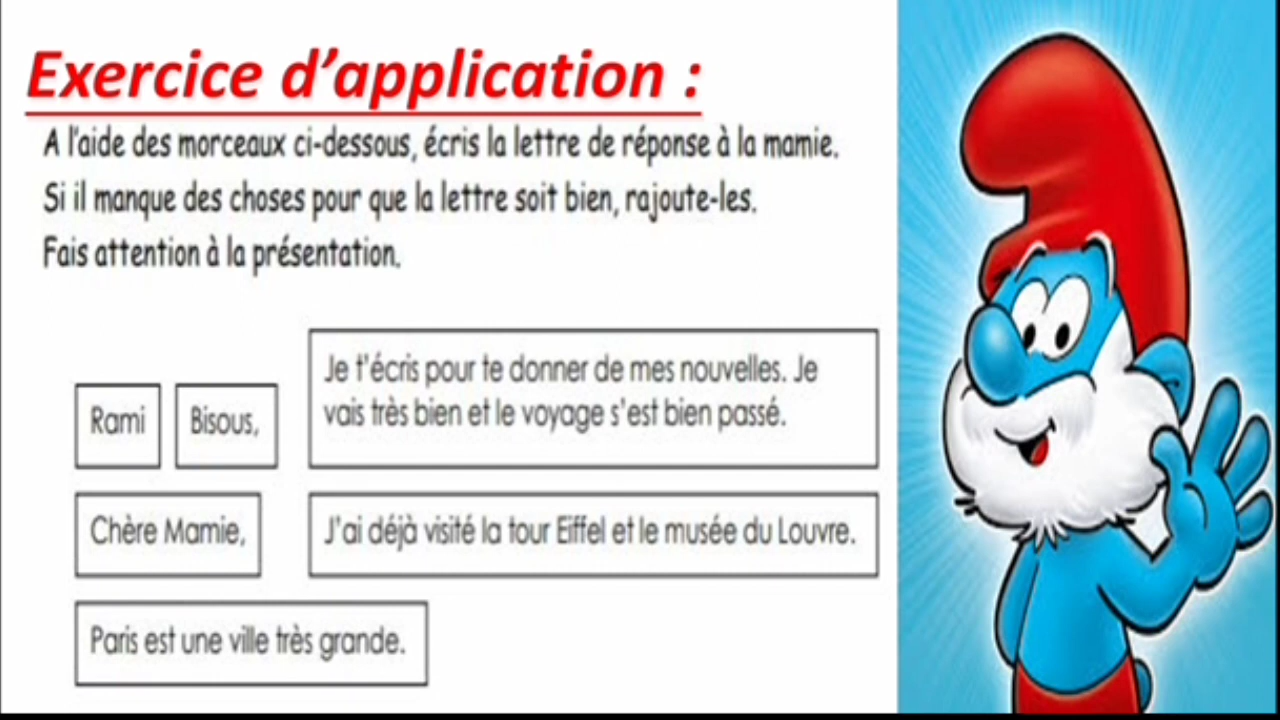 Exercice d’application :
A l'aide des morceaux ci-dessous, écris la lettre de réponse à la mamie.
Si il manque des choses pour que la lettre soit bien, rajoute-les.
Fais attention à la présentation.
Je t'écris pour te donner de mes nouvelles. Je
vais très bien et le voyage s'est bien passé.
Rami
Bisous,
Chère Mamie,
J'ai déjà visité la tour Eiffel et le musée du Louvre.
Paris est une ville très grande.